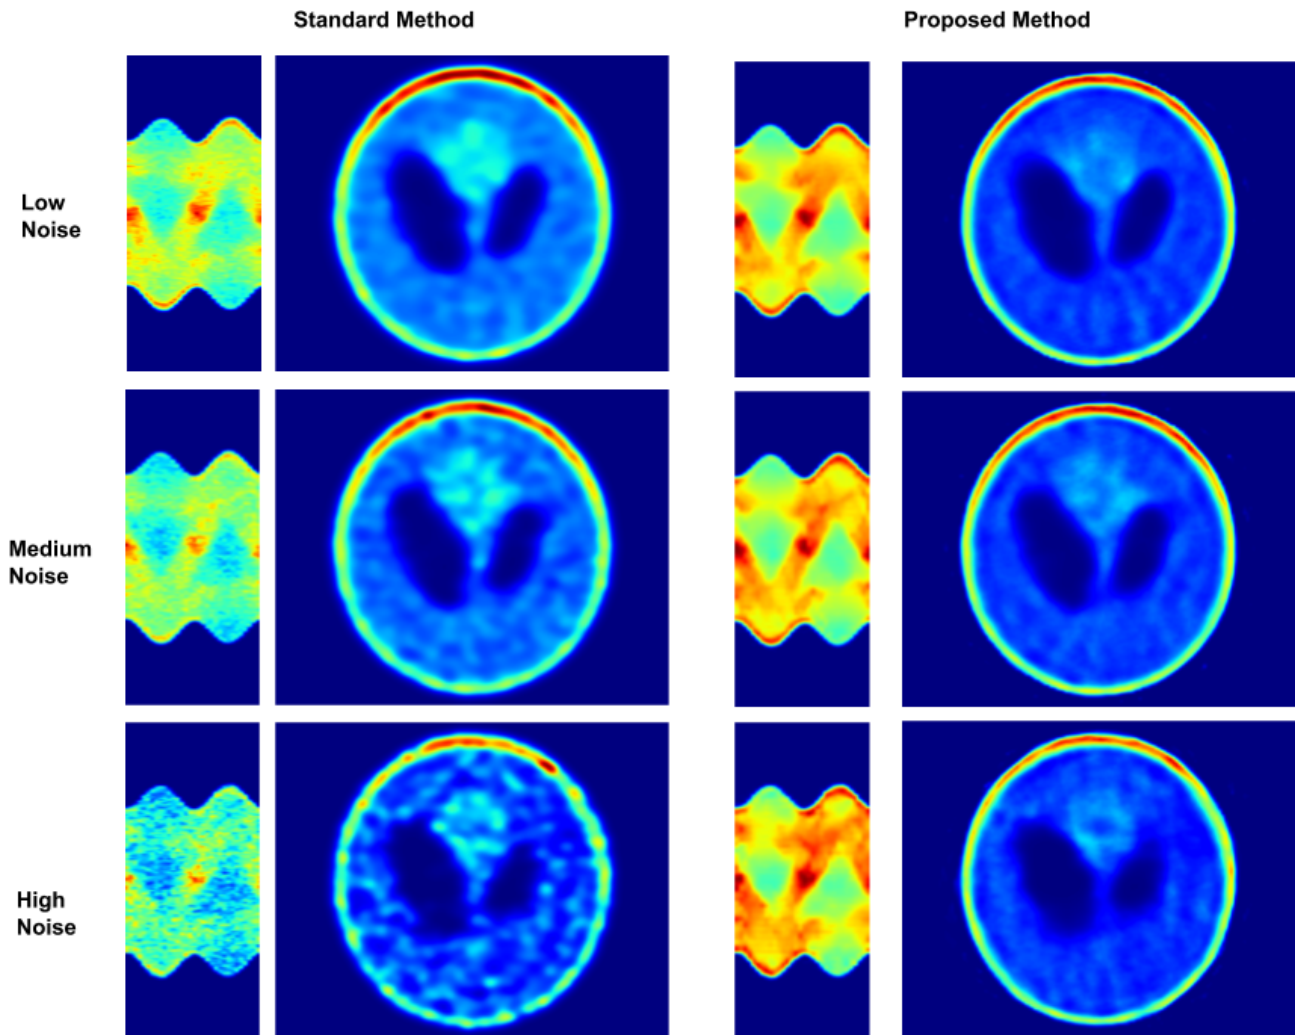 Standard Method
Proposed Method
Low
Noise
Medium
Noise
High
Noise